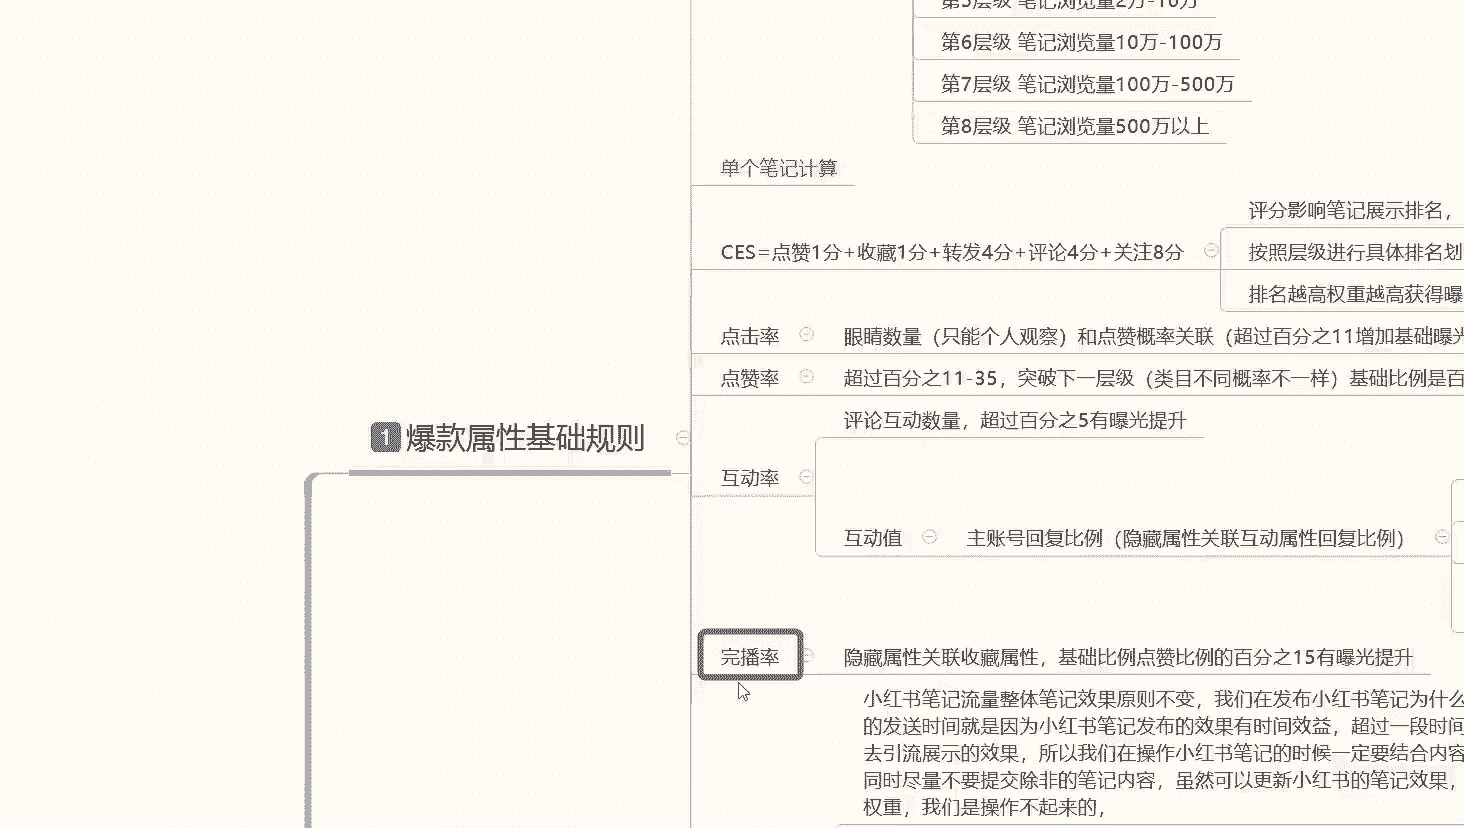 第5层级 笔记浏览量2万-10万
第6层级 笔记浏览量10万-100万
第7层级 笔记浏览量100万-500万
第8层级 笔记浏览量500万以上
单个笔记计算
评分影响笔记展示排名，
CES=点赞1分+收藏1分+转发4分+评论4分+关注8分
按照层级进行具体排名划
排名越高权重越高获得曝
点击率
眼睛数量（只能个人观察）和点赞概率关联（超过百分之11增加基础曝光
点赞率
超过百分之11-35，突破下一层级（类目不同概率不一样）基础比例是百
评论互动数量，超过百分之5有曝光提升
1 爆款属性基础规则
互动率
互动值
主账号回复比例（隐藏属性关联互动属性回复比例）
完播率
隐藏属性关联收藏属性，基础比例点赞比例的百分之15有曝光提升
小红书笔记流量整体笔记效果原则不变，我们在发布小红书笔记为什么
的发送时间就是因为小红书笔记发布的效果有时间效益，超过一段时间
去引流展示的效果，所以我们在操作小红书笔记的时候一定要结合内容
同时尽量不要提交除非的笔记内容，虽然可以更新小红书的笔记效果，
权重，我们是操作不起来的，